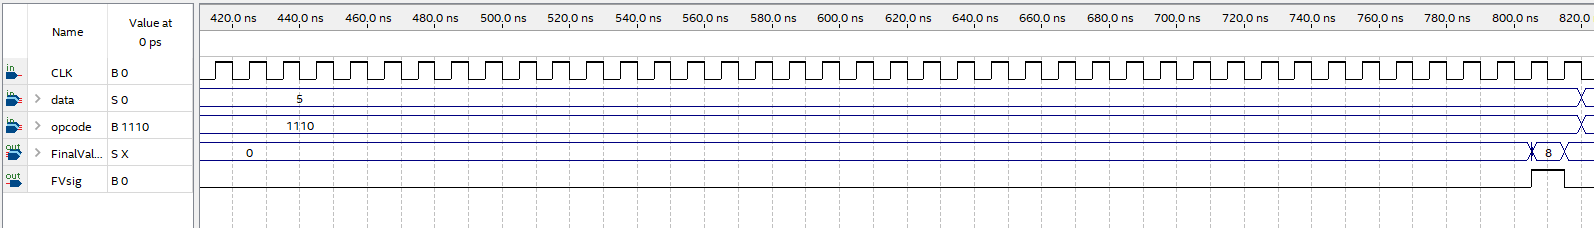 Name
Value at
0 ps
420,0 ns 440,0 ns 460,0 ns 480,0 ns 500,0 ns 520,0 ns 540,0 ns 560,0 ns 580,0 ns 600,0 ns 620,0 ns 640,0 ns 660,0 ns 680,0 ns 700,0 ns 720,0 ns 740,0 ns 760,0 ns 780,0 ns 800,0 ns 820,0
in CLK B 0
in data S 0 5
in opcode B 1110 1110
out FinalVal... S X 0 8
out FVsig B 0